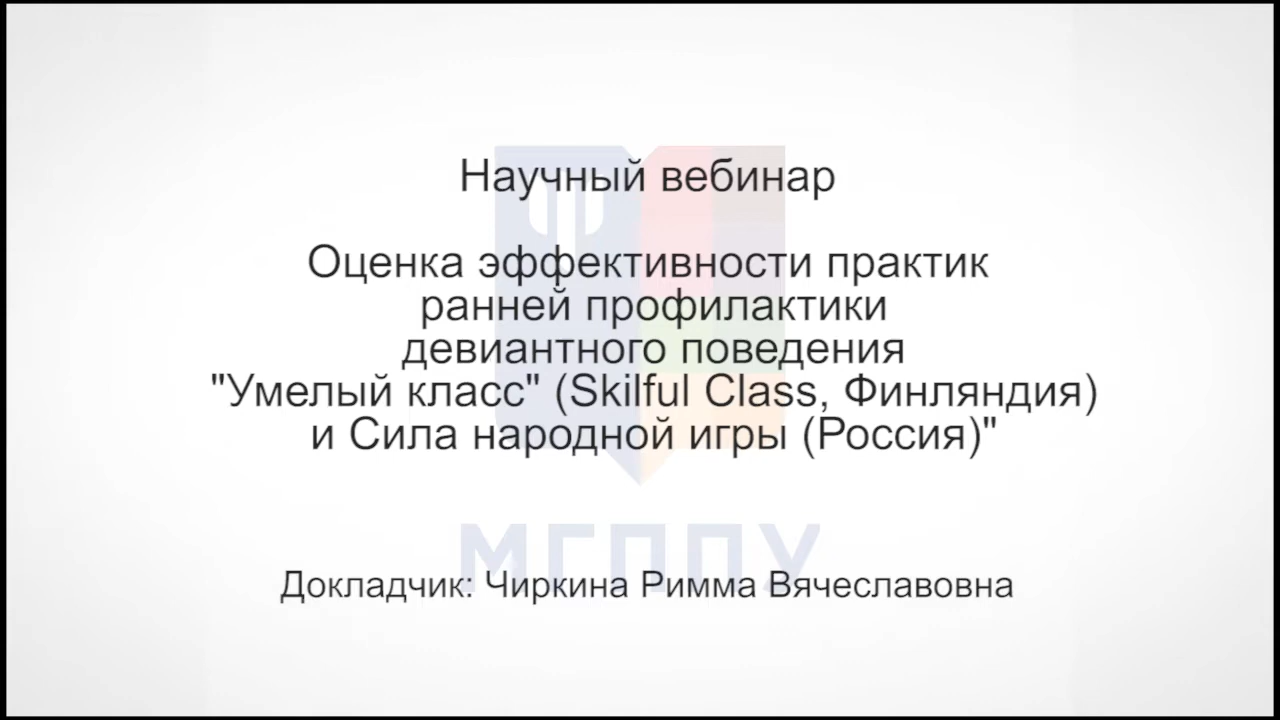 Научный вебинар
Оценка эффективности практик
ранней профилактики
девиантного поведения
"Умелый класс" (Skilful Class, Финляндия)
и Сила народной игры (Россия)"
МГППУ
Докладчик: Чиркина Римма Вячеславовна